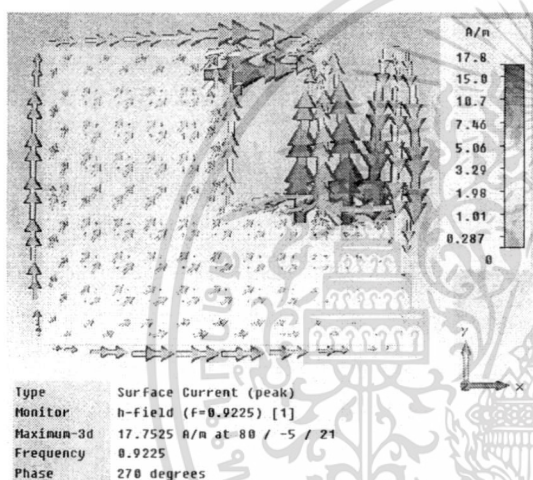 A/m
17.8
15.0
10.7
7.46
5.06
3.29
1.98
1.01
0.287
0
y
x
Type Surface Current (peak)
Monitor h-field (f=0.9225) [1]
Maximum-3d 17.7525 A/m at 80 / -5 / 21
Frequency 0.9225
Phase 270 degrees